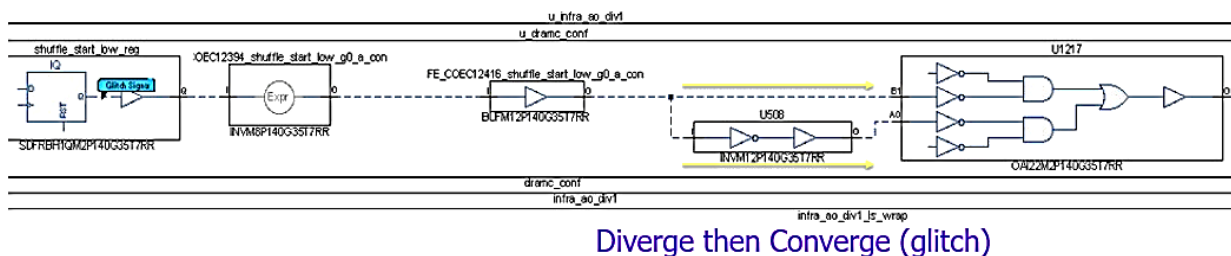 u_infra_ao_div1
u_dramc_conf
shuffle_start_low_reg
U1217
:OEC12394_shuffle_start_low_g0_a_con
IQ
FE_COEC12416_shuffle_start_low_g0_a_con
Glitch Signal
Q
I
Expr
O
I
O
B1
O
RST
U508
A0
I
O
INVM8P140G35T7RR
BUFM12P140G35T7RR
SDFRBH1QM2P140G35T7RR
INVM12P140G35T7RR
OAI22M2P140G35T7RR
dramc_conf
infra_ao_div1
infra_ao_div1_ls_wrap
Diverge then Converge (glitch)